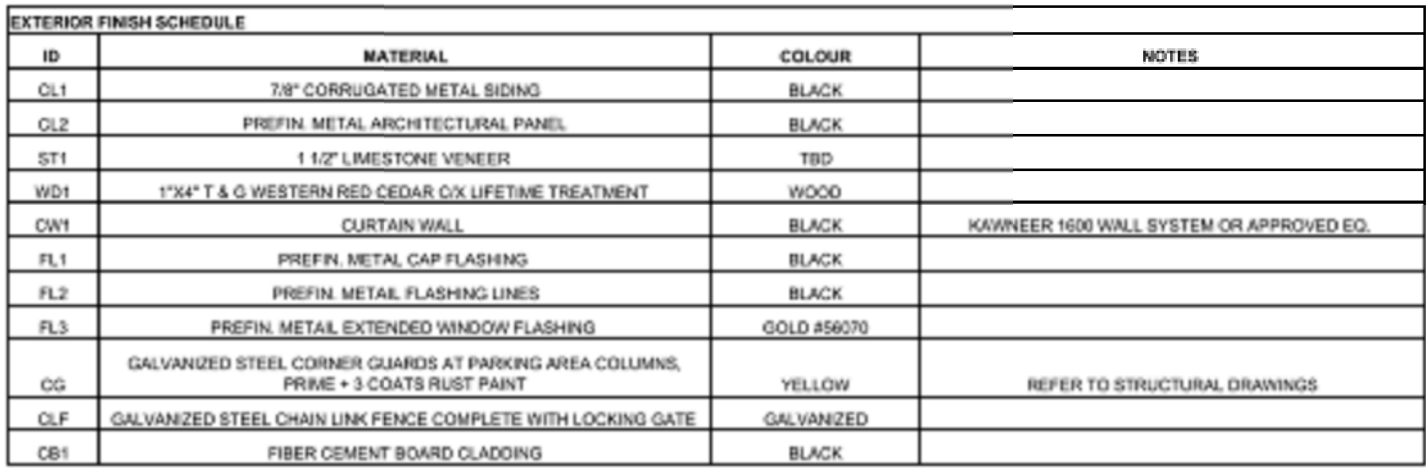 EXTERIOR FINISH SCHEDULE
ID MATERIAL COLOUR NOTES
CL1 7/8" CORRUGATED METAL SIDING BLACK
CL2 PREFIN. METAL ARCHITECTURAL PANEL BLACK
ST1 1 1/2" LIMESTONE VENEER TBD
WD1 1"X4" T & G WESTERN RED CEDAR C/X LIFETIME TREATMENT WOOD
CW1 CURTAIN WALL BLACK KAWNEER 1600 WALL SYSTEM OR APPROVED EQ.
FL1 PREFIN. METAL CAP FLASHING BLACK
FL2 PREFIN. METAIL FLASHING LINES BLACK
FL3 PREFIN. METAIL EXTENDED WINDOW FLASHING GOLD #56070
GALVANIZED STEEL CORNER GUARDS AT PARKING AREA COLUMNS,
CG PRIME + 3 COATS RUST PAINT YELLOW REFER TO STRUCTURAL DRAWINGS
CLF GALVANIZED STEEL CHAIN LINK FENCE COMPLETE WITH LOCKING GATE GALVANIZED
CB1 FIBER CEMENT BOARD CLADDING BLACK